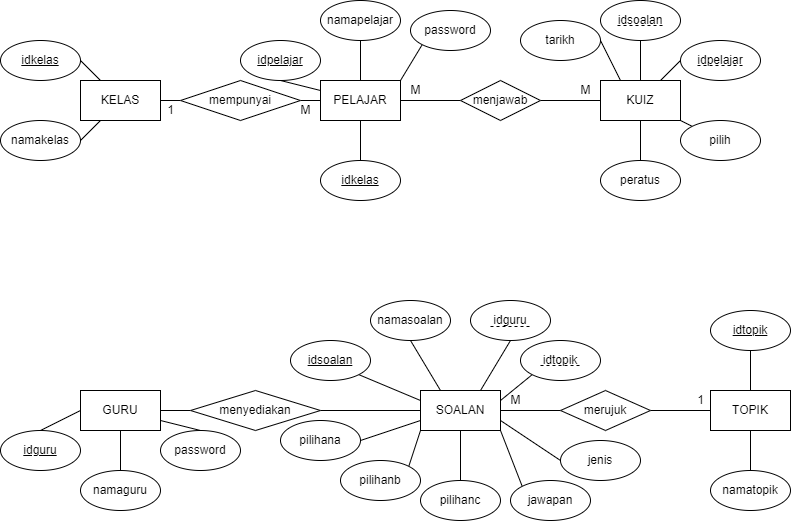 namapelajar
password
tarikh
idsoalan
idkelas
idpelajar
idpelajar
KELAS
1
mempunyai
M
PELAJAR
M
menjawab
M
KUIZ
namakelas
pilih
idkelas
peratus
namasoalan
idguru
idsoalan
idtopik
idtopik
GURU
menyediakan
SOALAN
M
merujuk
1
TOPIK
idguru
password
pilihana
jenis
namaguru
pilihanb
pilihanc
jawapan
namatopik